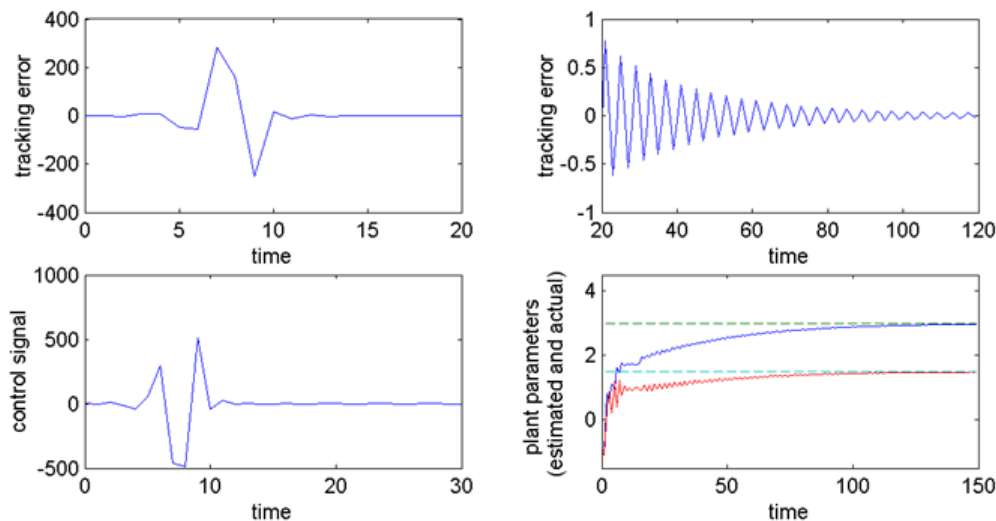 400
200
0
-200
-400
tracking error
0 5 10 15 20
time
1
0.5
0
-0.5
-1
tracking error
20 40 60 80 100 120
time
1000
500
0
-500
control signal
0 10 20 30
time
4
2
0
plant parameters
(estimated and actual)
0 50 100 150
time